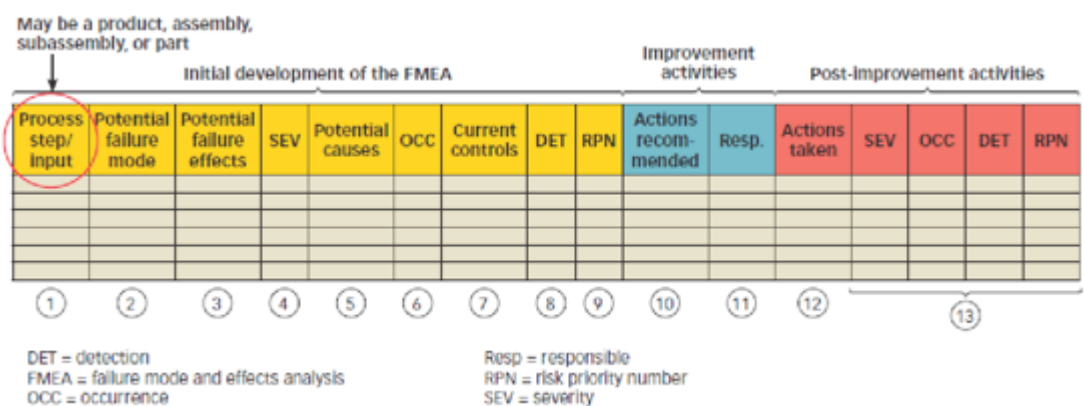 May be a product, assembly,
subassembly, or part
Initial development of the FMEA
Improvement
activities
Post-improvement activities
Process
step/
input
Potential
failure
mode
Potential
failure
effects
SEV
Potential
causes
OCC
Current
controls
DET
RPN
Actions
recom-
mended
Resp.
Actions
taken
SEV
OCC
DET
RPN
1
2
3
4
5
6
7
8
9
10
11
12
13
DET = detection
FMEA = failure mode and effects analysis
OCC = occurrence
Resp = responsible
RPN = risk priority number
SEV = severity